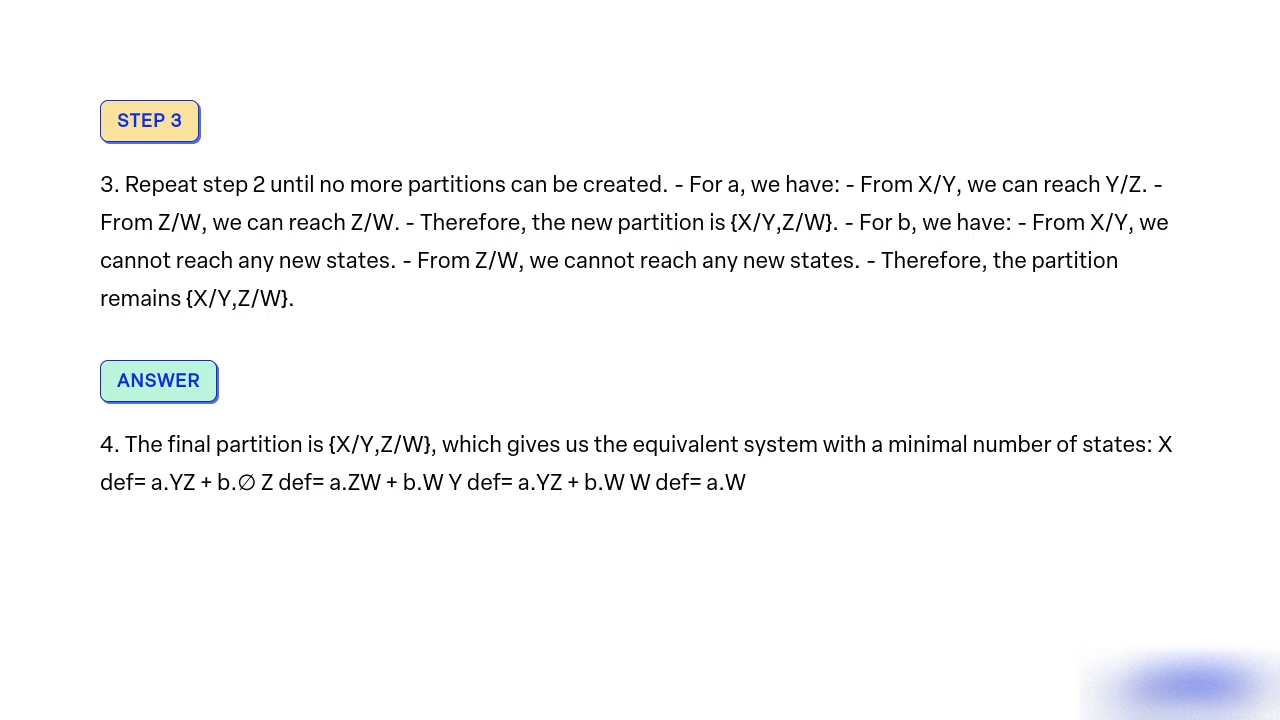 STEP 3
3. Repeat step 2 until no more partitions can be created. - For a, we have: - From X/Y, we can reach Y/Z. -
From Z/W, we can reach Z/W. - Therefore, the new partition is {X/Y,Z/W}. - For b, we have: - From X/Y, we
cannot reach any new states. - From Z/W, we cannot reach any new states. - Therefore, the partition
remains {X/Y,Z/W}.
ANSWER
4. The final partition is {X/Y,Z/W}, which gives us the equivalent system with a minimal number of states: X
def= a.YZ + b.∅ Z def= a.ZW + b.W Y def= a.YZ + b.W W def= a.W